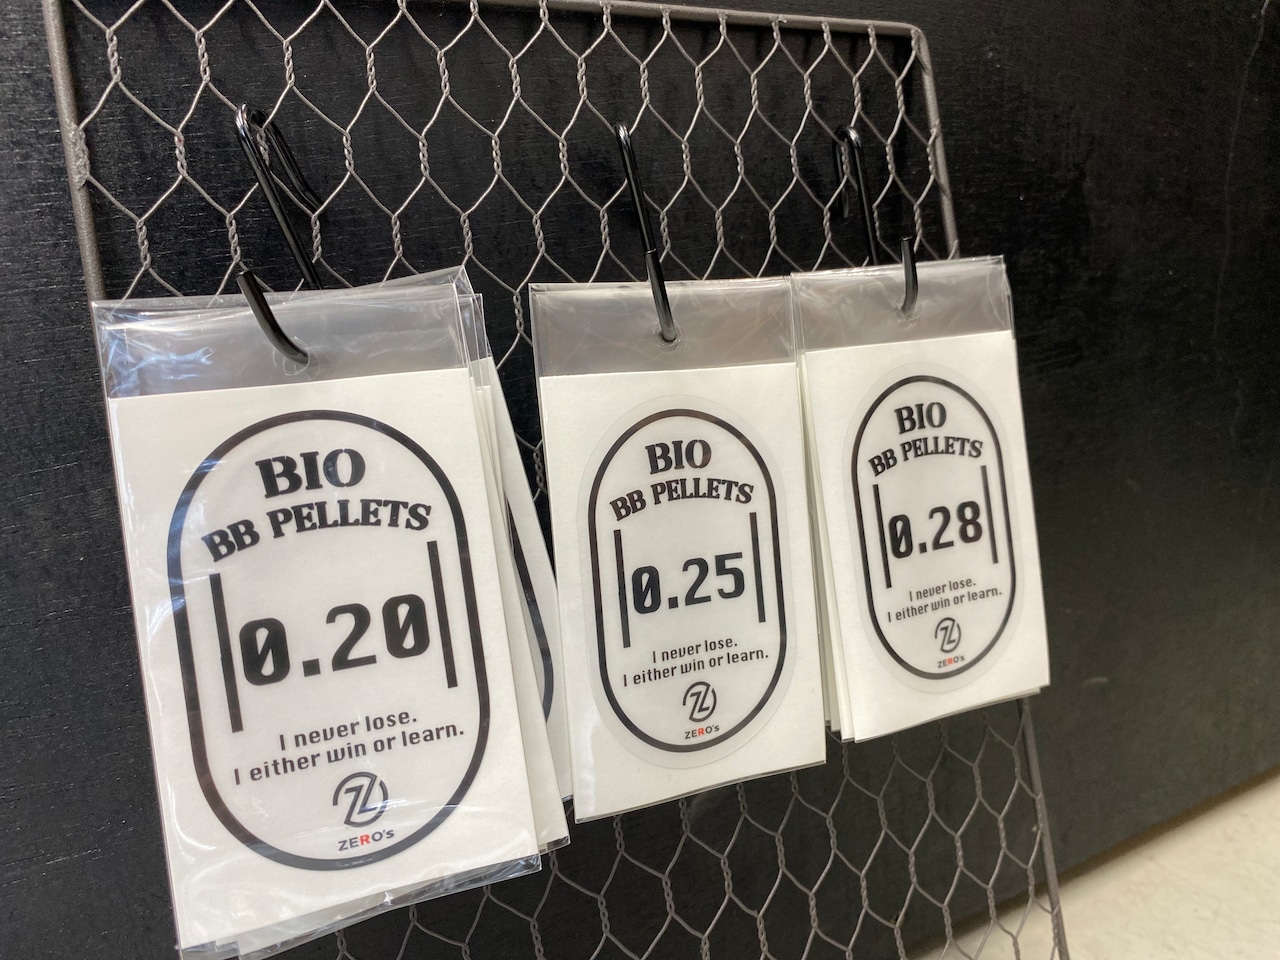 BIO
BB PELLETS
0.20
I never lose.
I either win or learn.
ZERO's
BIO
BB PELLETS
0.25
I never lose.
I either win or learn.
ZERO's
BIO
BB PELLETS
0.28
I never lose.
I either win or learn.
ZERO's